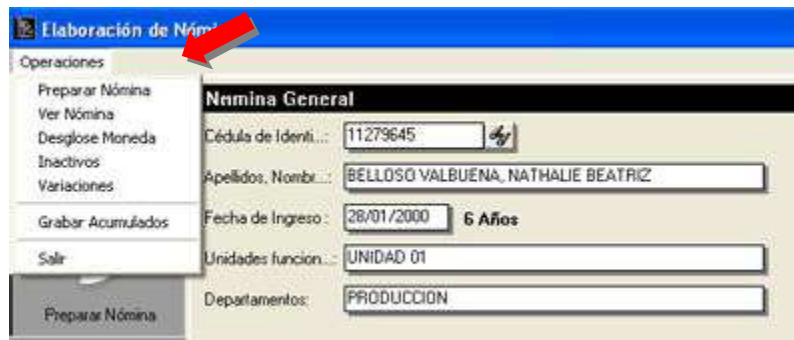 Elaboración de Nómi
Operaciones
Preparar Nómina
Ver Nómina
Desglose Moneda
Inactivos
Variaciones
Grabar Acumulados
Salir
Preparar Nómina
Nomina General
Cédula de Identi...: 11279645
Apellidos, Nombr...: BELLOSO VALBUENA, NATHALIE BEATRIZ
Fecha de Ingreso : 28/01/2000 6 Años
Unidades funcion...: UNIDAD 01
Departamentos: PRODUCCION